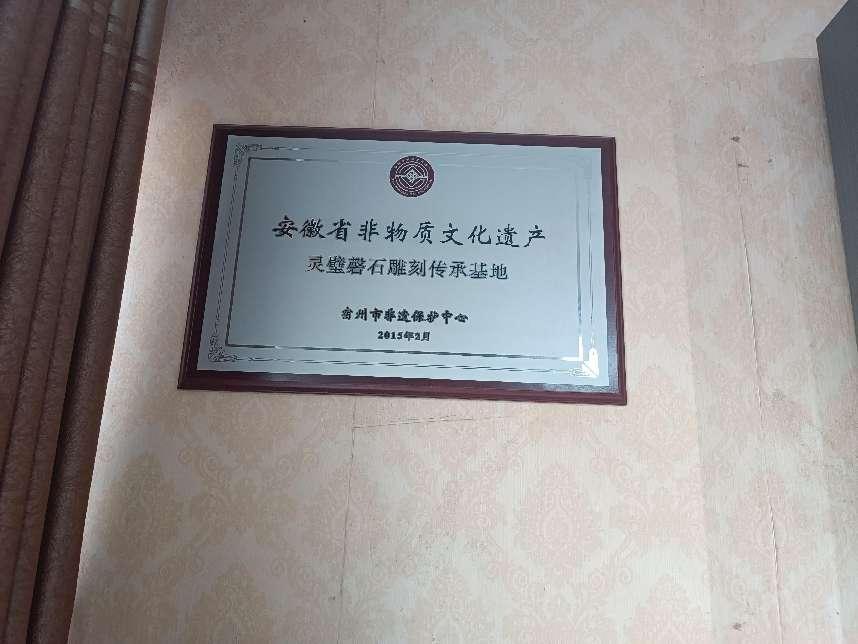 安徽省非物质文化遗产
灵璧磬石雕刻传承基地
宿州市非遗保护中心
2015年2月